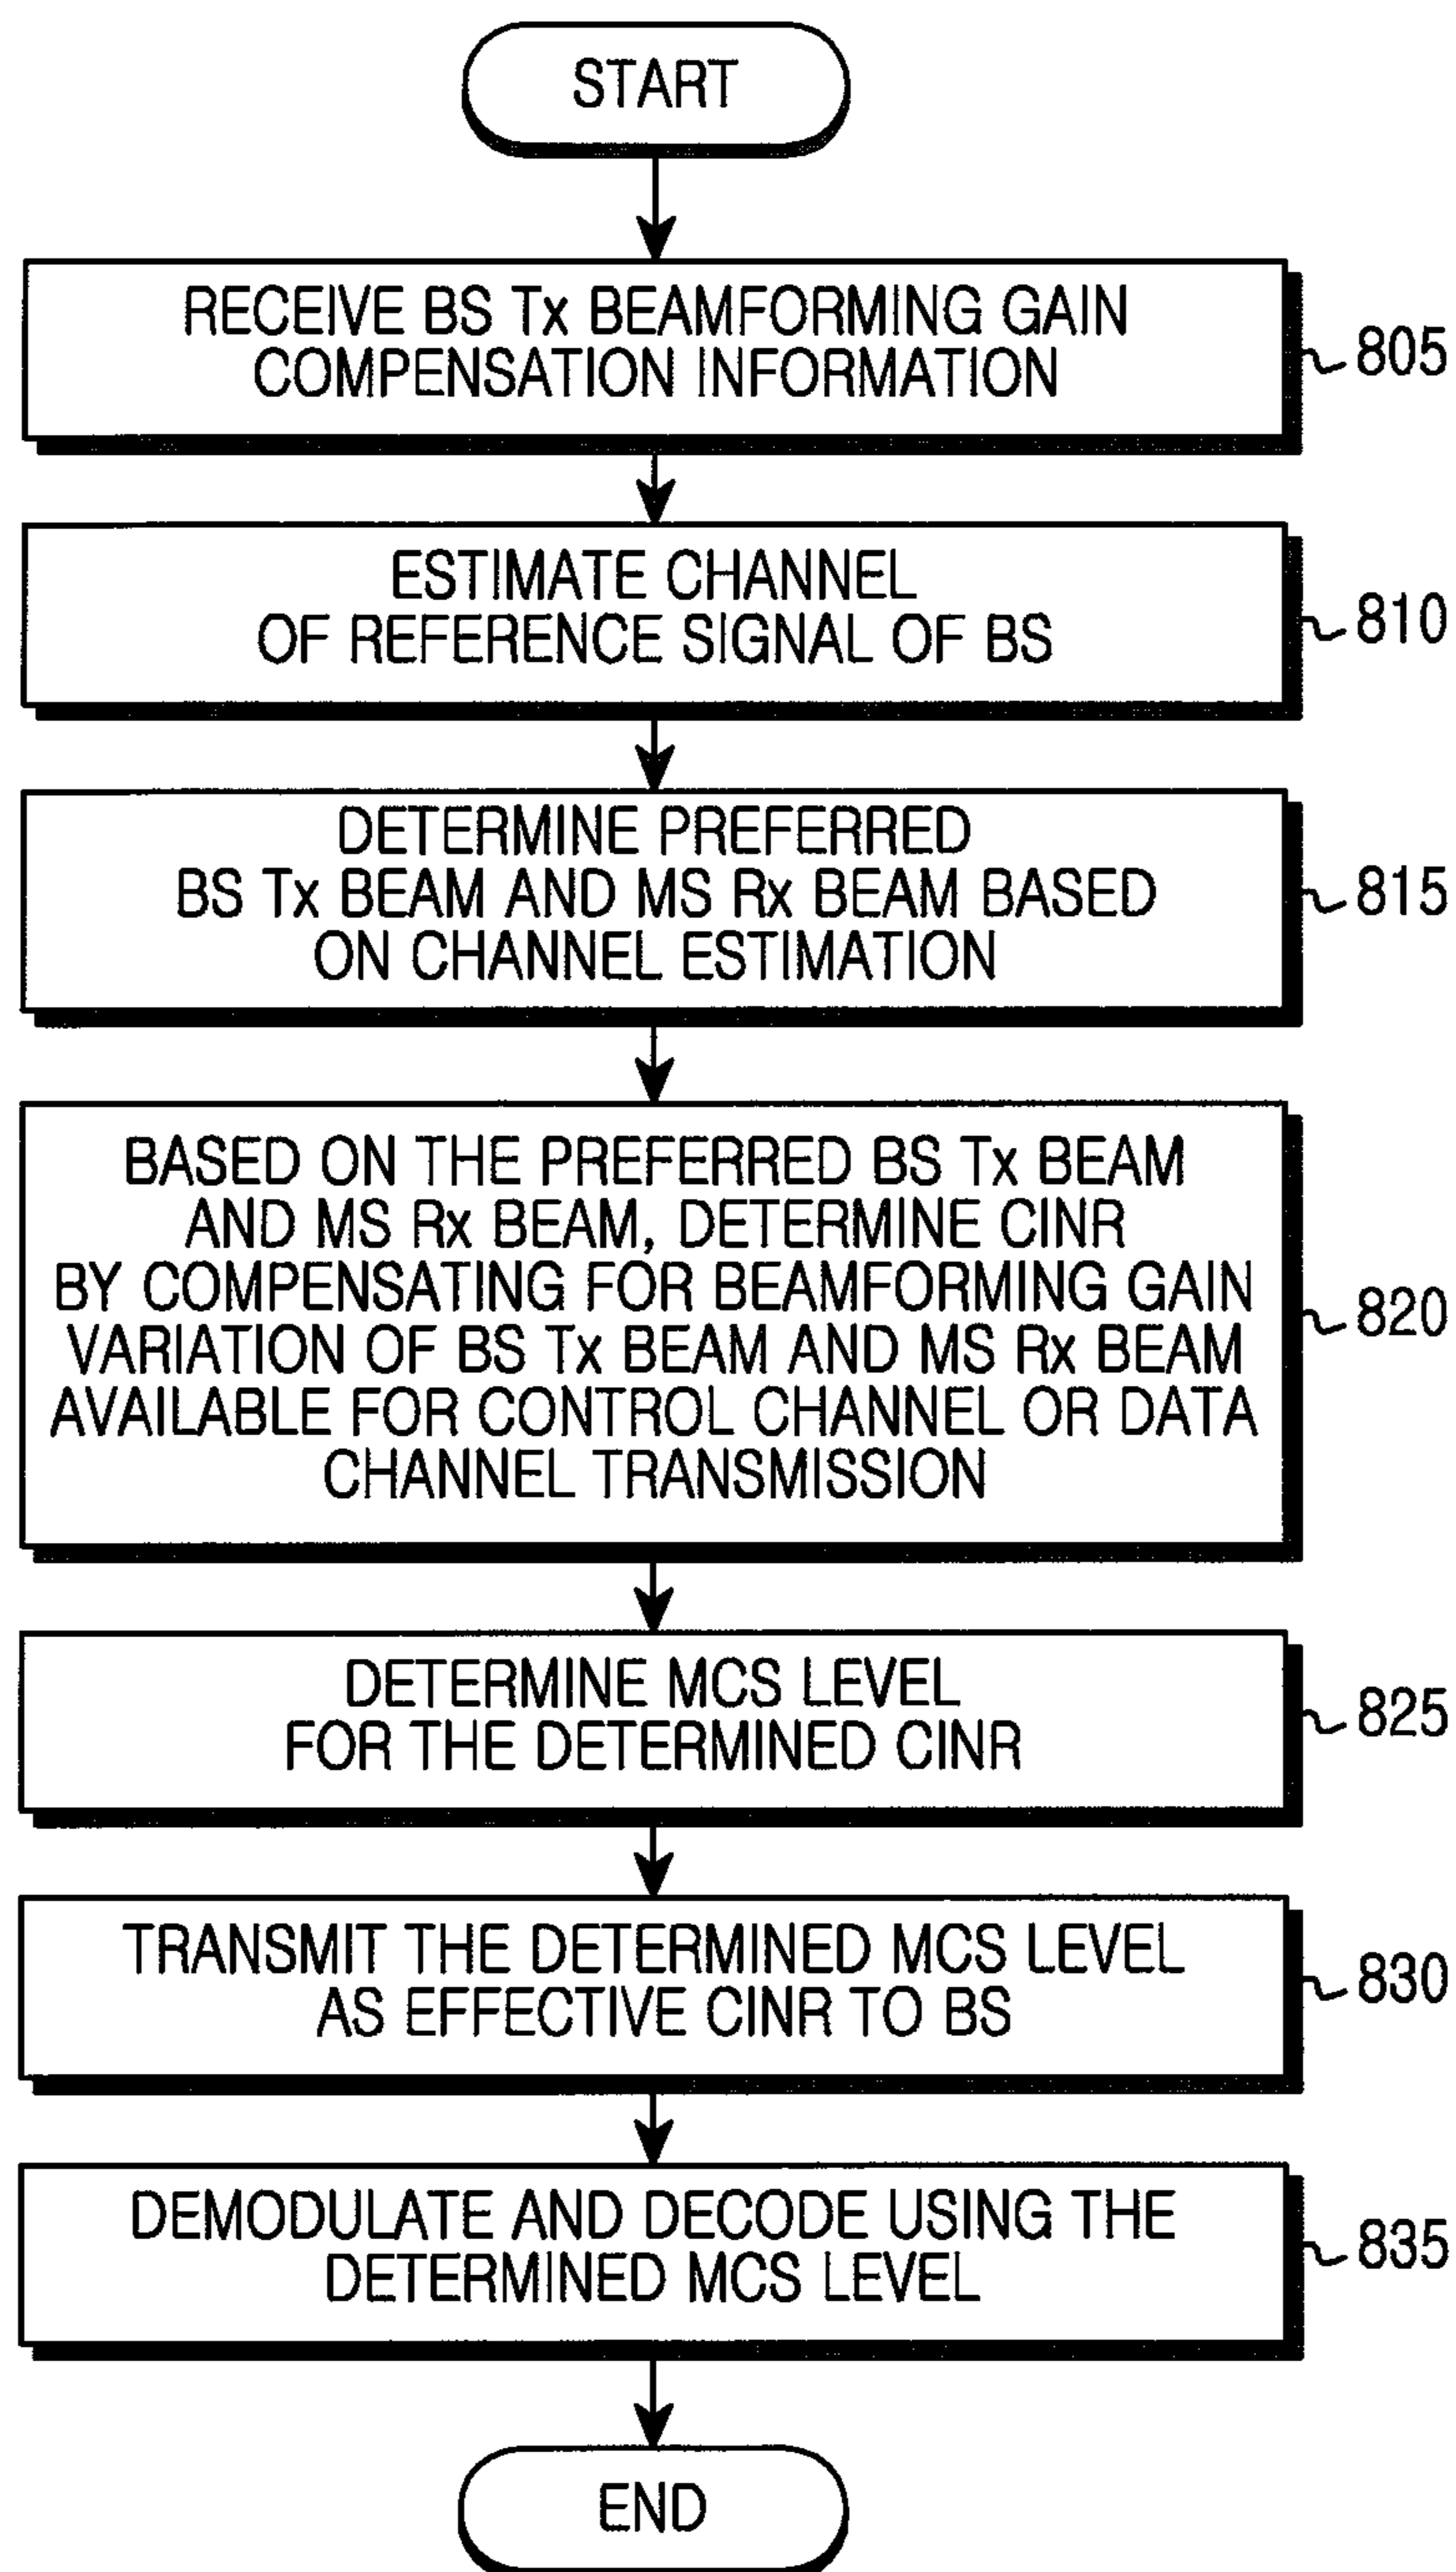 START
RECEIVE BS Tx BEAMFORMING GAIN
COMPENSATION INFORMATION
805
ESTIMATE CHANNEL
OF REFERENCE SIGNAL OF BS
810
DETERMINE PREFERRED
BS Tx BEAM AND MS Rx BEAM BASED
ON CHANNEL ESTIMATION
815
BASED ON THE PREFERRED BS Tx BEAM
AND MS Rx BEAM, DETERMINE CINR
BY COMPENSATING FOR BEAMFORMING GAIN
VARIATION OF BS Tx BEAM AND MS Rx BEAM
AVAILABLE FOR CONTROL CHANNEL OR DATA
CHANNEL TRANSMISSION
820
DETERMINE MCS LEVEL
FOR THE DETERMINED CINR
825
TRANSMIT THE DETERMINED MCS LEVEL
AS EFFECTIVE CINR TO BS
830
DEMODULATE AND DECODE USING THE
DETERMINED MCS LEVEL
835
END